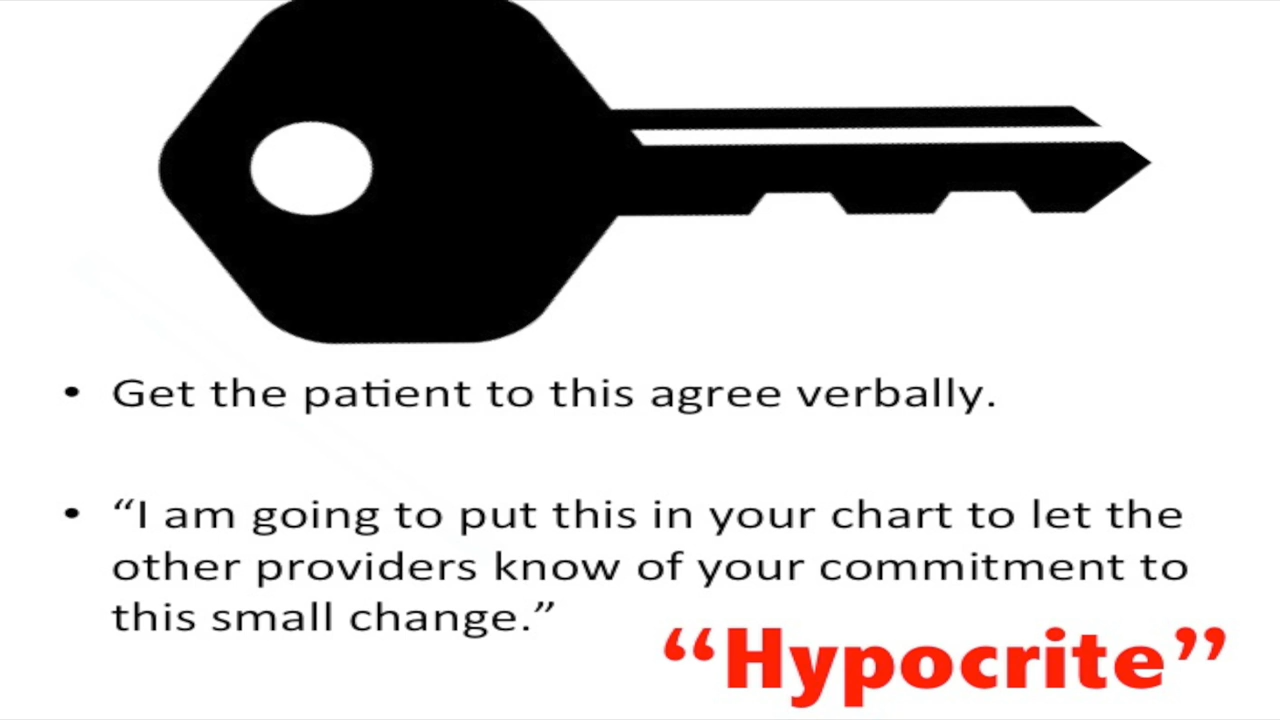 • Get the patient to this agree verbally.
• “I am going to put this in your chart to let the
other providers know of your commitment to
this small change.”
“Hypocrite”